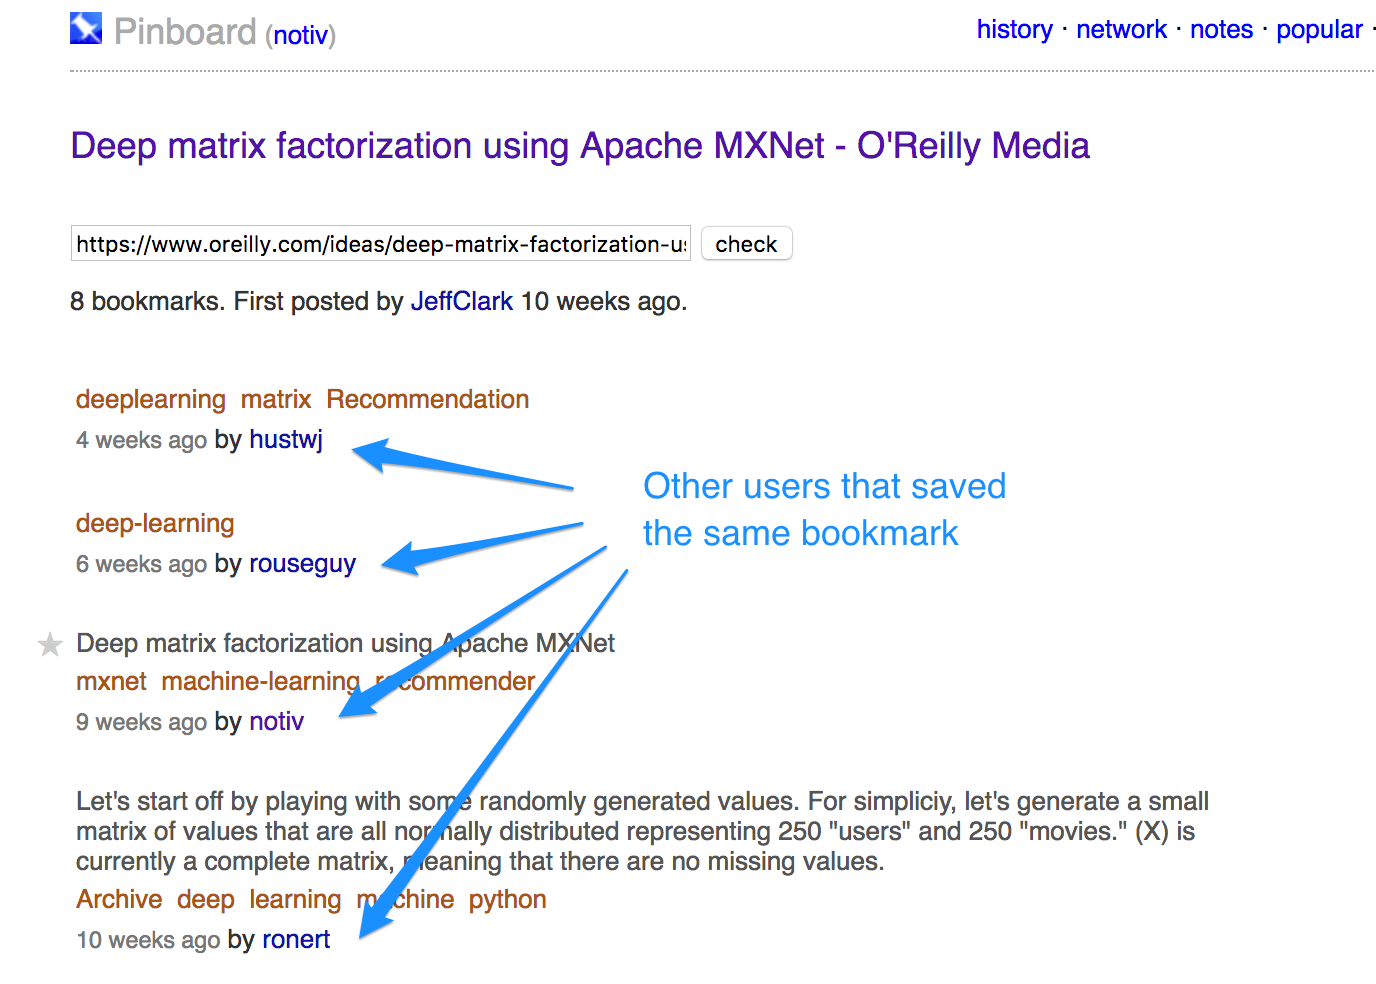 Pinboard (notiv)
history · network · notes · popular ·
Deep matrix factorization using Apache MXNet - O'Reilly Media
https://www.oreilly.com/ideas/deep-matrix-factorization-us
check
8 bookmarks. First posted by JeffClark 10 weeks ago.
deeplearning matrix Recommendation
4 weeks ago by hustwj
Other users that saved
the same bookmark
deep-learning
6 weeks ago by rouseguy
Deep matrix factorization using Apache MXNet
mxnet machine-learning recommender
9 weeks ago by notiv
Let's start off by playing with some randomly generated values. For simpliciy, let's generate a small
matrix of values that are all normally distributed representing 250 "users" and 250 "movies." (X) is
currently a complete matrix, meaning that there are no missing values.
Archive deep learning machine python
10 weeks ago by ronert